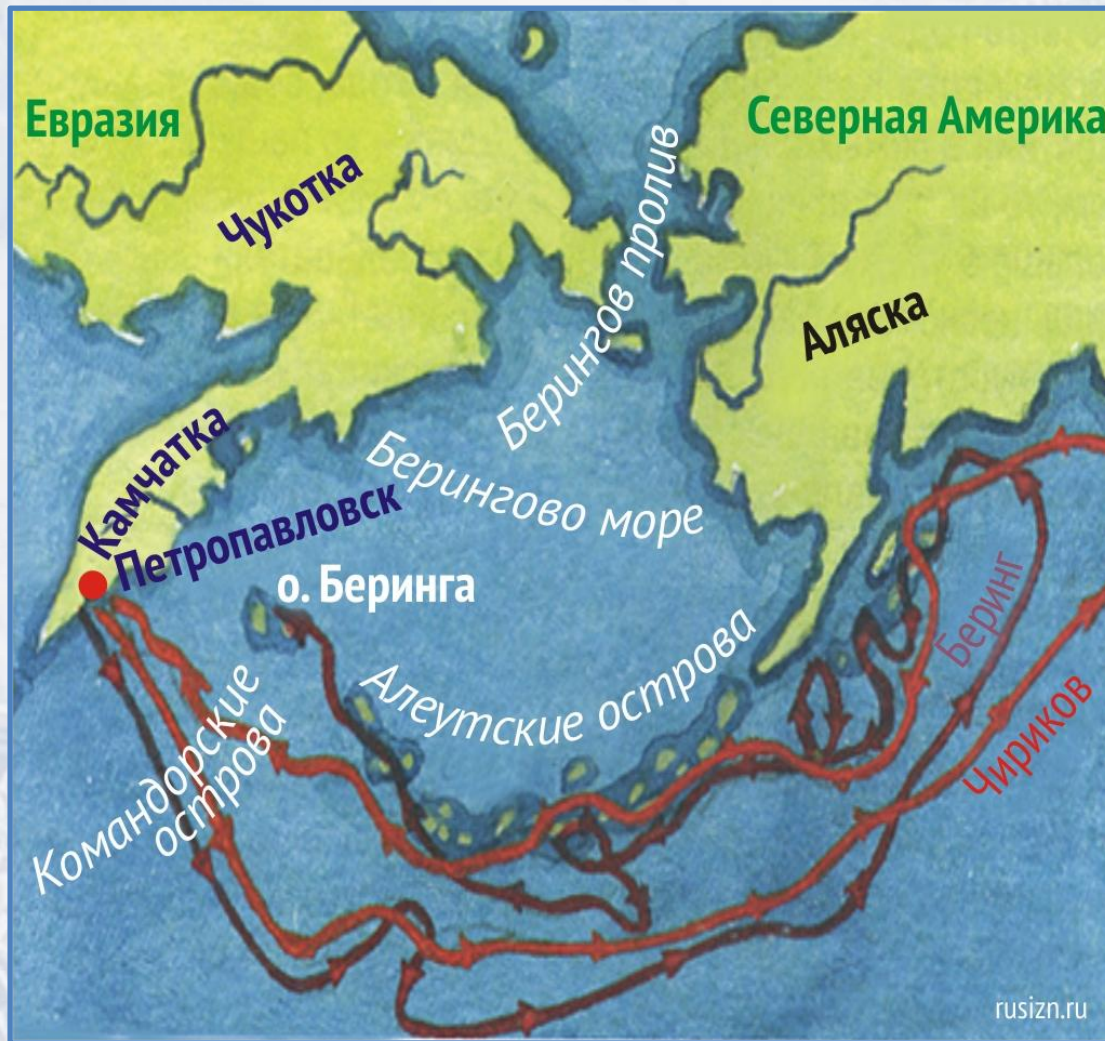 Евразия
Северная Америка
Чукотка
Берингов пролив
Аляска
Камчатка
Берингово море
Петропавловск
о. Беринга
Алеутские острова
Беринг
Командорские
острова
Чириков
rusizn.ru